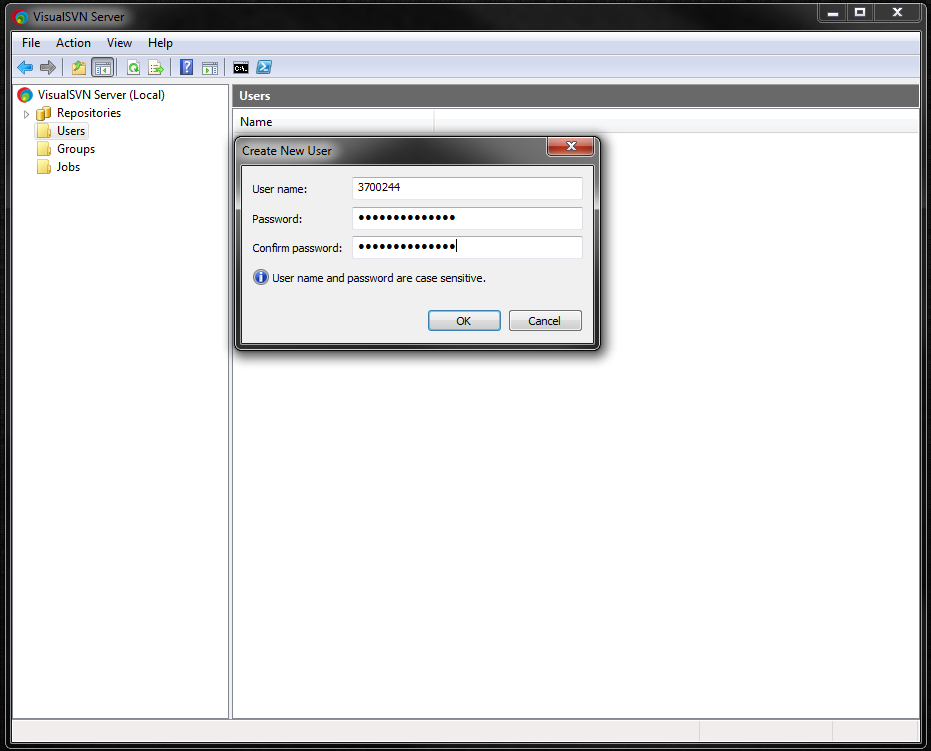 VisualSVN Server
File Action View Help
C:\.
VisualSVN Server (Local)
Repositories
Users
Groups
Jobs
Users
Name
Create New User
User name: 3700244
Password: ●●●●●●●●●●●●●●
Confirm password: ●●●●●●●●●●●●●●
User name and password are case sensitive.
OK Cancel